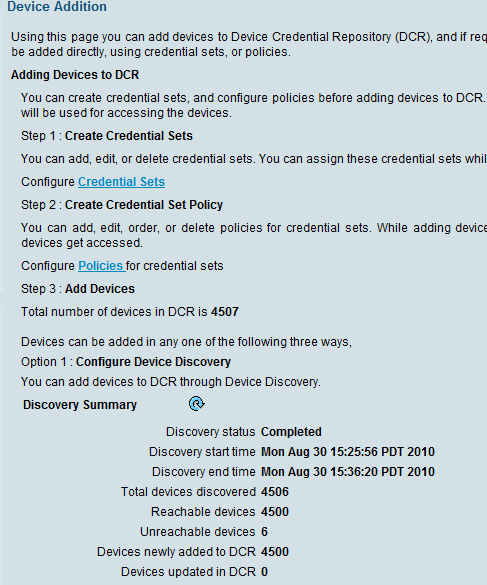 Device Addition
Using this page you can add devices to Device Credential Repository (DCR), and if req
be added directly, using credential sets, or policies.
Adding Devices to DCR
You can create credential sets, and configure policies before adding devices to DCR.
will be used for accessing the devices.
Step 1 : Create Credential Sets
You can add, edit, or delete credential sets. You can assign these credential sets whil
Configure Credential Sets
Step 2 : Create Credential Set Policy
You can add, edit, order, or delete policies for credential sets. While adding device
devices get accessed.
Configure Policies for credential sets
Step 3 : Add Devices
Total number of devices in DCR is 4507
Devices can be added in any one of the following three ways,
Option 1 : Configure Device Discovery
You can add devices to DCR through Device Discovery.
Discovery Summary
Discovery status Completed
Discovery start time Mon Aug 30 15:25:56 PDT 2010
Discovery end time Mon Aug 30 15:36:20 PDT 2010
Total devices discovered 4506
Reachable devices 4500
Unreachable devices 6
Devices newly added to DCR 4500
Devices updated in DCR 0